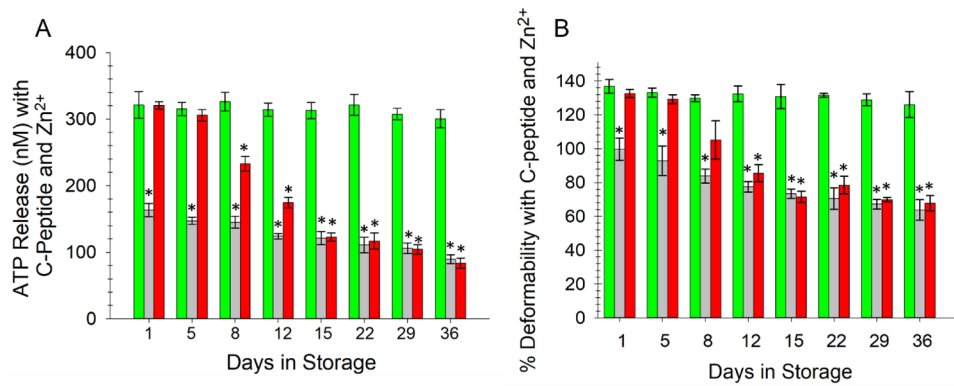 A
ATP Release (nM) with
C-Peptide and Zn²⁺
400
300
200
100
0
* * * * * * * * * * * * *
1 5 8 12 15 22 29 36
Days in Storage
B
% Deformability with C-peptide and Zn²⁺
140
120
100
80
60
40
20
0
* * * * * * * * * * * * *
1 5 8 12 15 22 29 36
Days in Storage